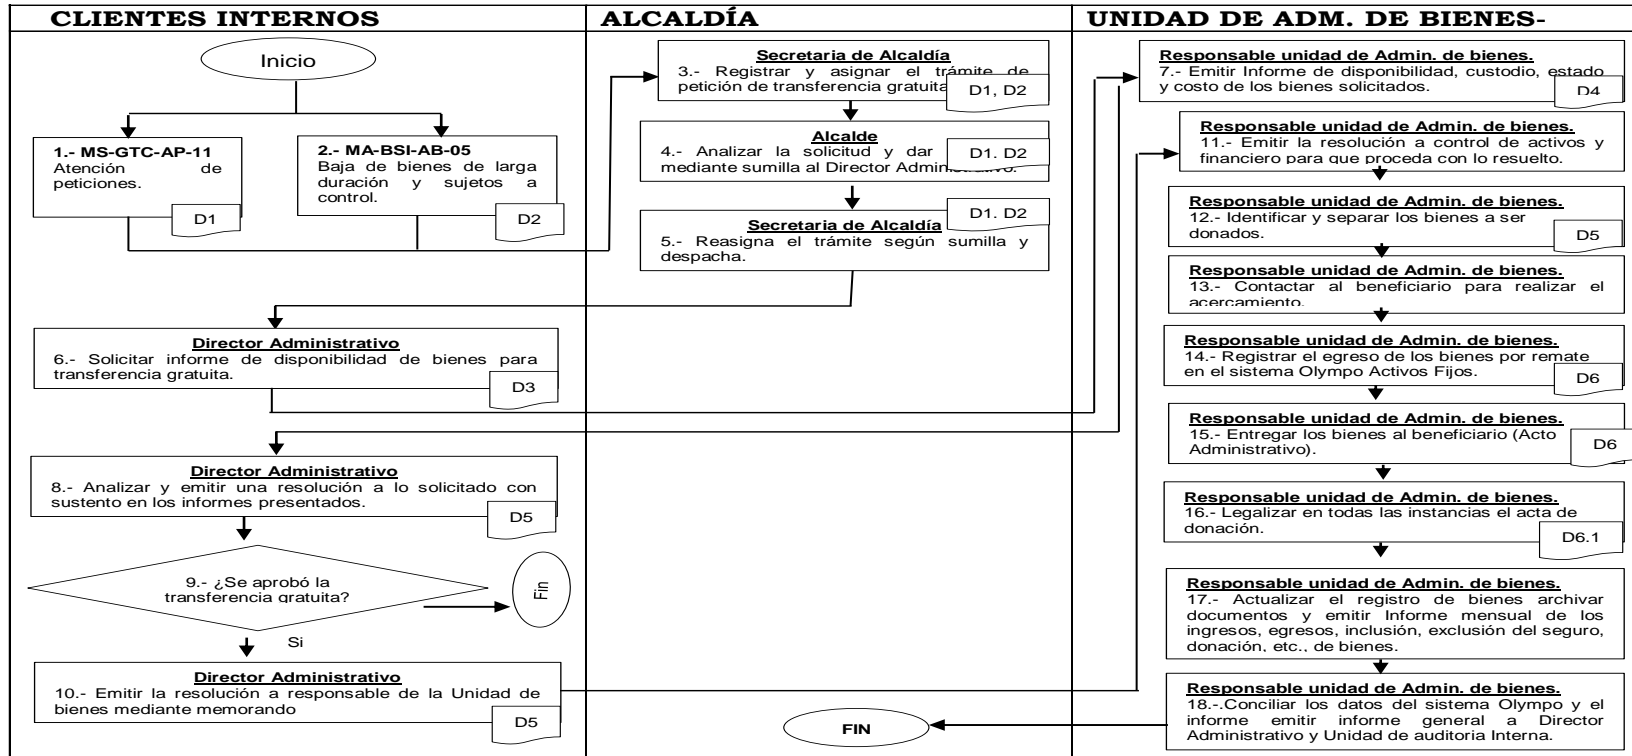 CLIENTES INTERNOS
Inicio
1.- MS-GTC-AP-11
Atención de
peticiones.
D1
2.- MA-BSI-AB-05
Baja de bienes de larga
duración y sujetos a
control.
D2
Director Administrativo
6.- Solicitar informe de disponibilidad de bienes para
transferencia gratuita.
D3
Director Administrativo
8.- Analizar y emitir una resolución a lo solicitado con
sustento en los informes presentados.
D5
9.- ¿Se aprobó la
transferencia gratuita?
Fin
Si
Director Administrativo
10.- Emitir la resolución a responsable de la Unidad de
bienes mediante memorando
D5
ALCALDÍA
Secretaria de Alcaldía
3.- Registrar y asignar el trámite de
petición de transferencia gratuita
D1, D2
Alcalde
4.- Analizar la solicitud y dar
mediante sumilla al Director Administrativo.
D1. D2
Secretaria de Alcaldía
5.- Reasigna el trámite según sumilla y
despacha.
D1. D2
FIN
UNIDAD DE ADM. DE BIENES-
Responsable unidad de Admin. de bienes.
7.- Emitir Informe de disponibilidad, custodio, estado
y costo de los bienes solicitados.
D4
Responsable unidad de Admin. de bienes.
11.- Emitir la resolución a control de activos y
financiero para que proceda con lo resuelto.
Responsable unidad de Admin. de bienes.
12.- Identificar y separar los bienes a ser
donados.
D5
Responsable unidad de Admin. de bienes.
13.- Contactar al beneficiario para realizar el
acercamiento.
Responsable unidad de Admin. de bienes.
14.- Registrar el egreso de los bienes por remate
en el sistema Olympo Activos Fijos.
D6
Responsable unidad de Admin. de bienes.
15.- Entregar los bienes al beneficiario (Acto
Administrativo).
D6
Responsable unidad de Admin. de bienes.
16.- Legalizar en todas las instancias el acta de
donación.
D6.1
Responsable unidad de Admin. de bienes.
17.- Actualizar el registro de bienes archivar
documentos y emitir Informe mensual de los
ingresos, egresos, inclusión, exclusión del seguro,
donación, etc., de bienes.
Responsable unidad de Admin. de bienes.
18.-.Conciliar los datos del sistema Olympo y el
informe emitir informe general a Director
Administrativo y Unidad de auditoria Interna.